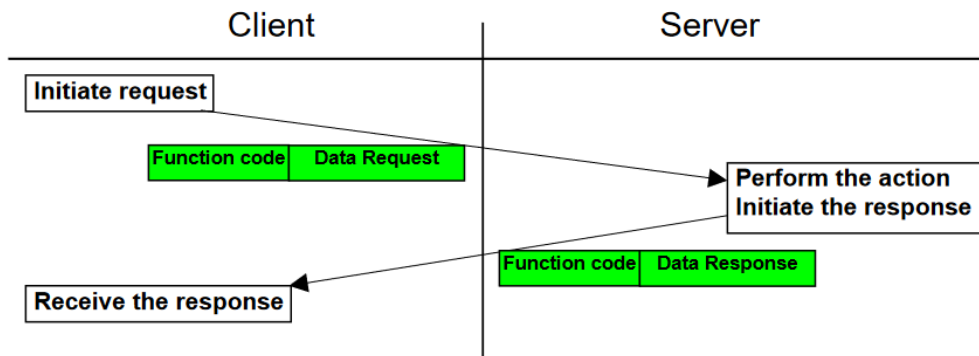 Client
Server
Initiate request
Function code
Data Request
Perform the action
Initiate the response
Function code
Data Response
Receive the response